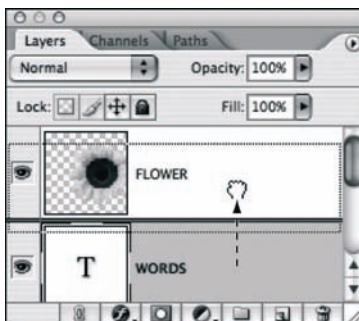 Layers Channels Paths
Normal Opacity: 100%
Lock: Fill: 100%
FLOWER
T WORDS